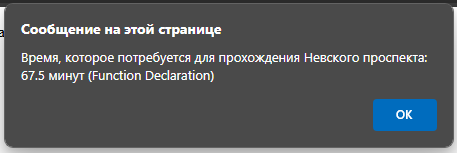 Сообщение на этой странице
Время, которое потребуется для прохождения Невского проспекта:
67.5 минут (Function Declaration)
OK